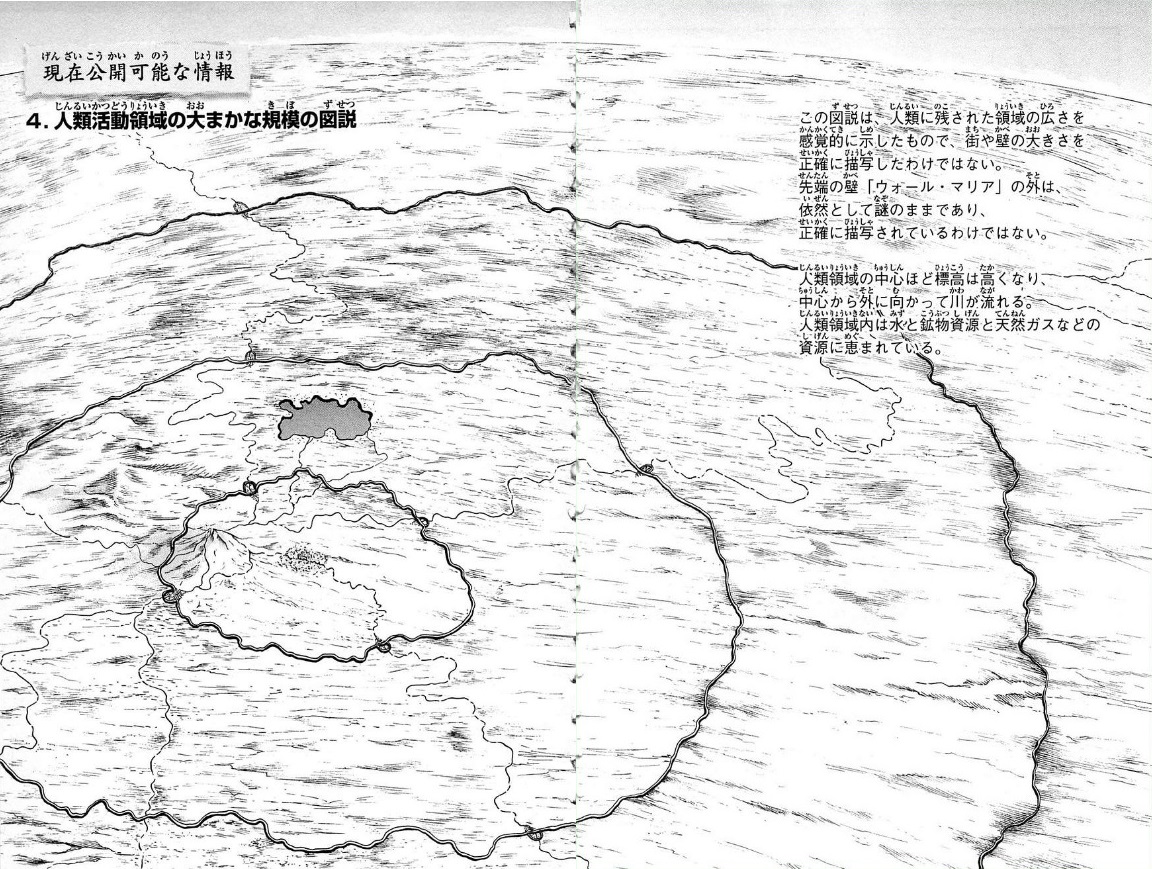 現在公開可能な情報
4. 人類活動領域の大まかな規模の図説
この図説は、人類に残された領域の広さを
感覚的に示したもので、街や壁の大きさを
正確に描写したわけではない。
先端の壁「ウォール・マリア」の外は、
依然として謎のままであり、
正確に描写されているわけではない。
人類領域の中心ほど標高は高くなり、
中心から外に向かって川が流れる。
人類領域内は水と鉱物資源と天然ガスなどの
資源に恵まれている。